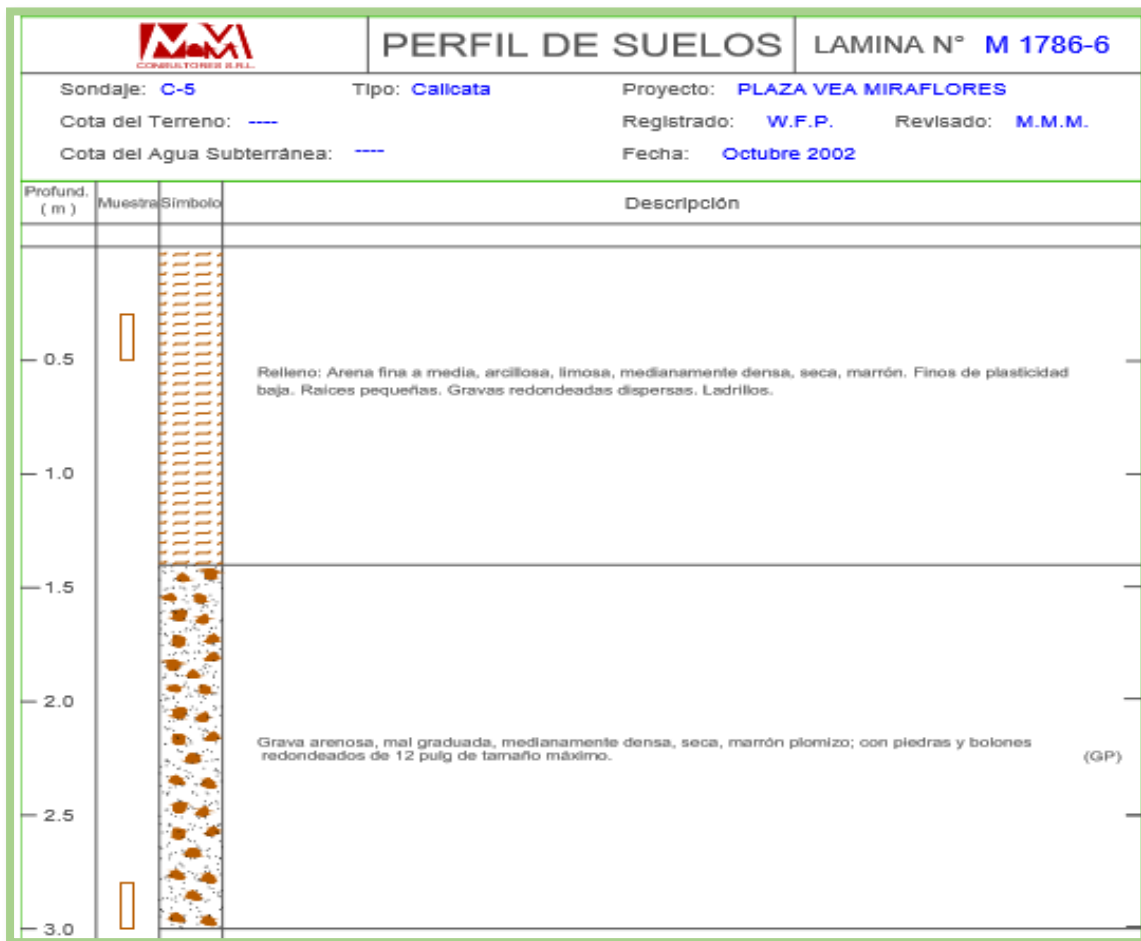 M&M
CONSULTORES S.R.L.
PERFIL DE SUELOS
LAMINA N° M 1786-6
Sondaje: C-5 Tipo: Calicata Proyecto: PLAZA VEA MIRAFLORES
Cota del Terreno: ---- Registrado: W.F.P. Revisado: M.M.M.
Cota del Agua Subterránea: ---- Fecha: Octubre 2002
Profund. (m) Muestra Símbolo Descripción
0.5
Relleno: Arena fina a media, arcillosa, limosa, medianamente densa, seca, marrón. Finos de plasticidad
baja. Raíces pequeñas. Gravas redondeadas dispersas. Ladrillos.
1.0
1.5
2.0
Grava arenosa, mal graduada, medianamente densa, seca, marrón plomizo; con piedras y bolones
redondeados de 12 pulg de tamaño máximo. (GP)
2.5
3.0